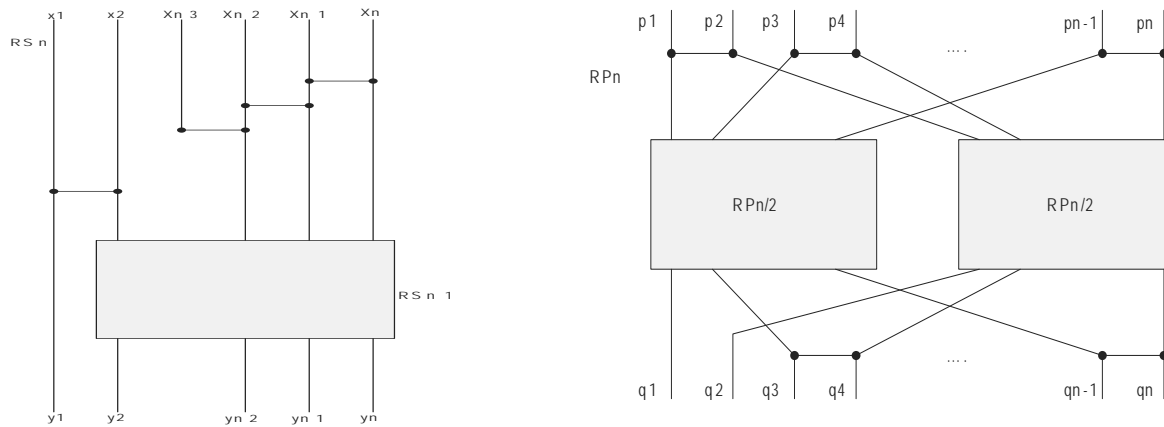 x1 x2 Xn 3 Xn 2 Xn 1 Xn
RS n
RSn 1
y1 y2 yn 2 yn 1 yn
p1 p2 p3 p4 pn-1 pn
....
RPn
RPn/2 RPn/2
....
q1 q2 q3 q4 qn-1 qn